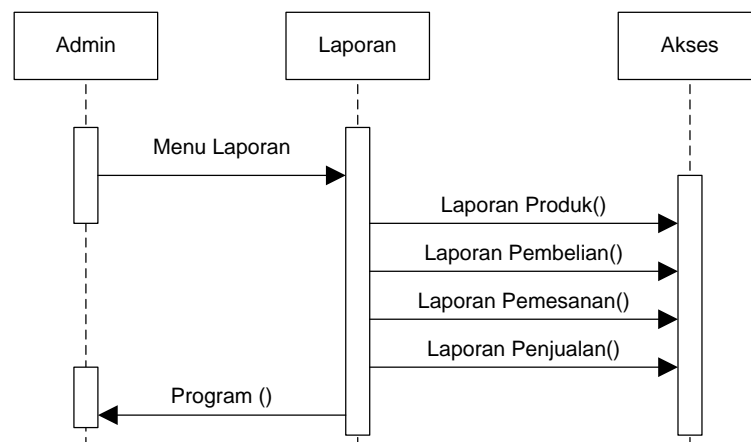 Admin
Laporan
Akses
Menu Laporan
Laporan Produk()
Laporan Pembelian()
Laporan Pemesanan()
Laporan Penjualan()
Program ()